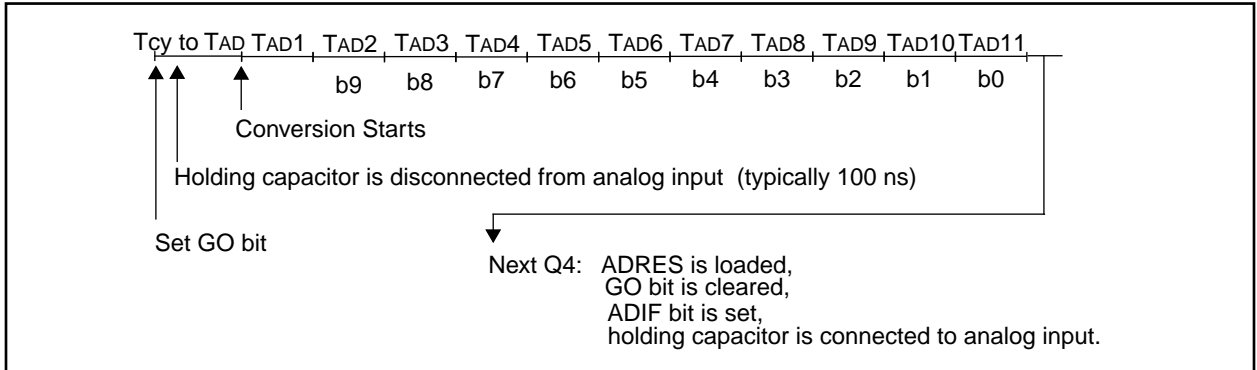 Tcy to TAD TAD1 TAD2 TAD3 TAD4 TAD5 TAD6 TAD7 TAD8 TAD9 TAD10 TAD11
b9 b8 b7 b6 b5 b4 b3 b2 b1 b0
Conversion Starts
Holding capacitor is disconnected from analog input (typically 100 ns)
Set GO bit
Next Q4: ADRES is loaded,
GO bit is cleared,
ADIF bit is set,
holding capacitor is connected to analog input.